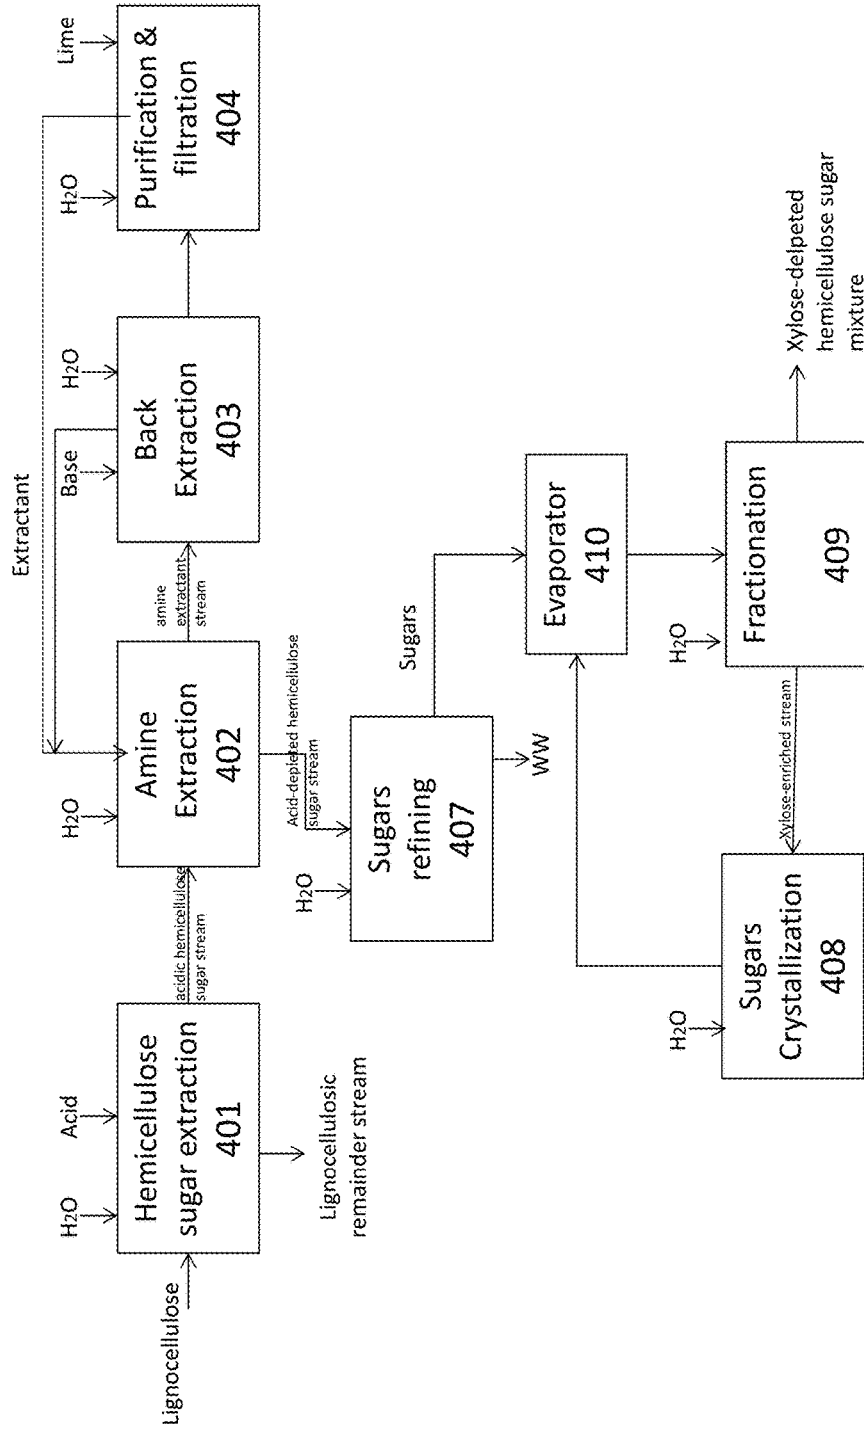 Extractant
H2O
Lime
Base
H2O
H2O
H2O
Acid
Lignocellulose
Hemicellulose
sugar extraction
401
acidic hemicellulose
sugar stream
Amine
Extraction
402
amine
extractant
stream
Back
Extraction
403
Purification &
filtration
404
Lignocellulosic
remainder stream
Acid-depleted hemicellulose
sugar stream
H2O
Sugars
refining
407
Sugars
WW
Evaporator
410
H2O
H2O
Sugars
Crystallization
408
Xylose-enriched stream
Fractionation
409
Xylose-delpeted
hemicellulose sugar
mixture